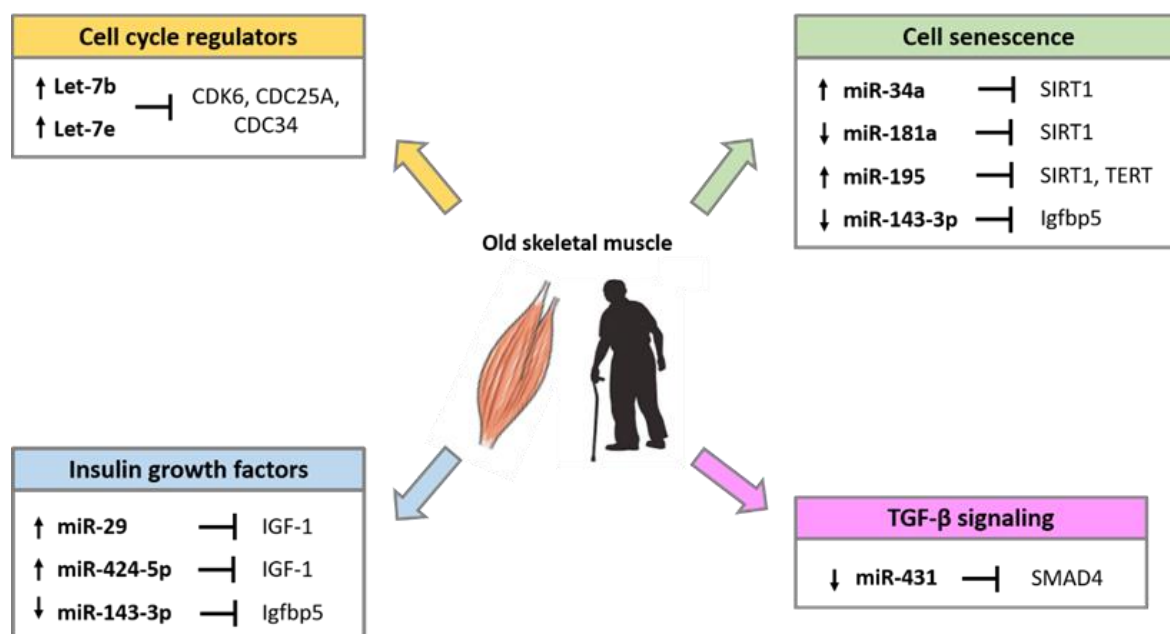 Cell cycle regulators
↑ Let-7b
↑ Let-7e
CDK6, CDC25A,
CDC34
Cell senescence
↑ miR-34a SIRT1
↓ miR-181a SIRT1
↑ miR-195 SIRT1, TERT
↓ miR-143-3p Igfbp5
Old skeletal muscle
Insulin growth factors
↑ miR-29 IGF-1
↑ miR-424-5p IGF-1
↓ miR-143-3p Igfbp5
TGF-β signaling
↓ miR-431 SMAD4